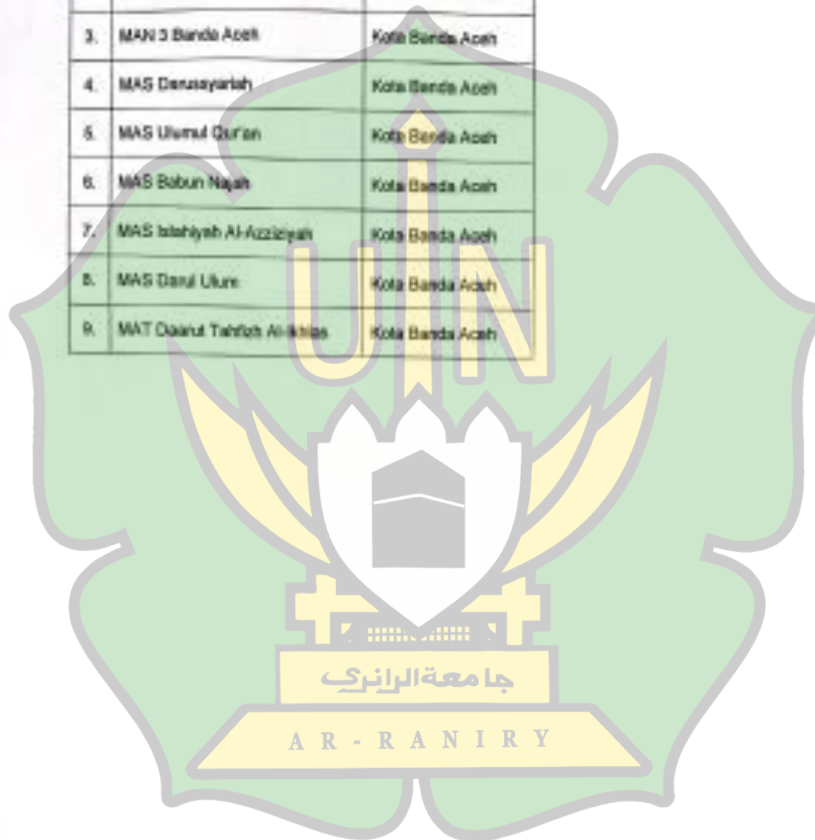 3. MAN 3 Banda Aceh Kota Banda Aceh
4. MAS Darusyariah Kota Banda Aceh
5. MAS Ulumul Qur'an Kota Banda Aceh
6. MAS Babun Najah Kota Banda Aceh
7. MAS Islahiyah Al-Azziziyah Kota Banda Aceh
8. MAS Darul Ulum Kota Banda Aceh
9. MAT Daarut Tahfizh Al-Ikhlas Kota Banda Aceh
UIN
جامعة الرانري
AR-RANIRY